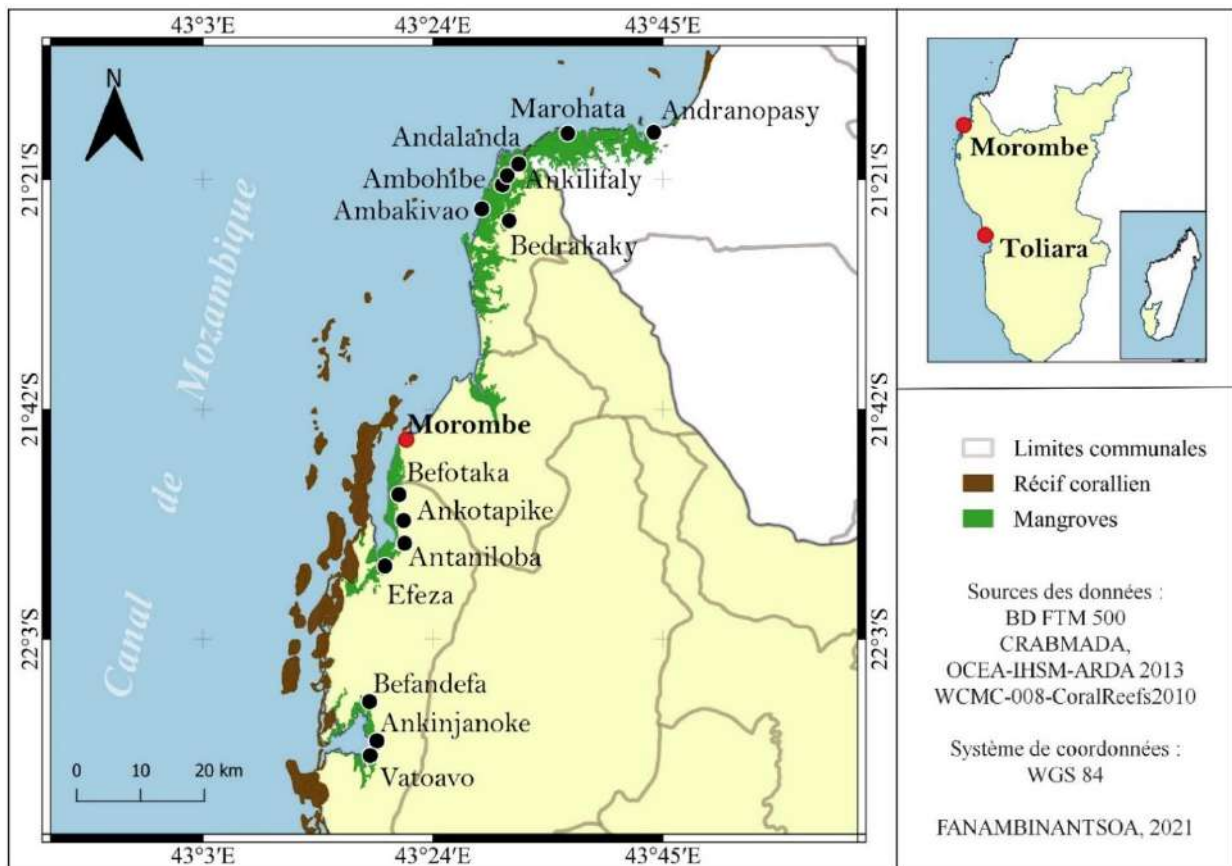 43°3'E
43°24'E
43°45'E
N
Marohata
Andranopasy
Andalanda
Ambohibe
Ankilifaly
Ambakivao
Bedrakaky
21°21'S
21°21'S
Canal de Mozambique
21°42'S
21°42'S
Morombe
Befotaka
Ankotapike
Antaniloba
Efeza
22°3'S
22°3'S
Befandefa
Ankinjanoke
Vatoavo
0 10 20 km
43°3'E
43°24'E
43°45'E
Morombe
Toliara
Limites communales
Récif corallien
Mangroves
Sources des données :
BD FTM 500
CRABMADA,
OCEA-IHSM-ARDA 2013
WCMC-008-CoralReefs2010
Système de coordonnées :
WGS 84
FANAMBINANTSOA, 2021